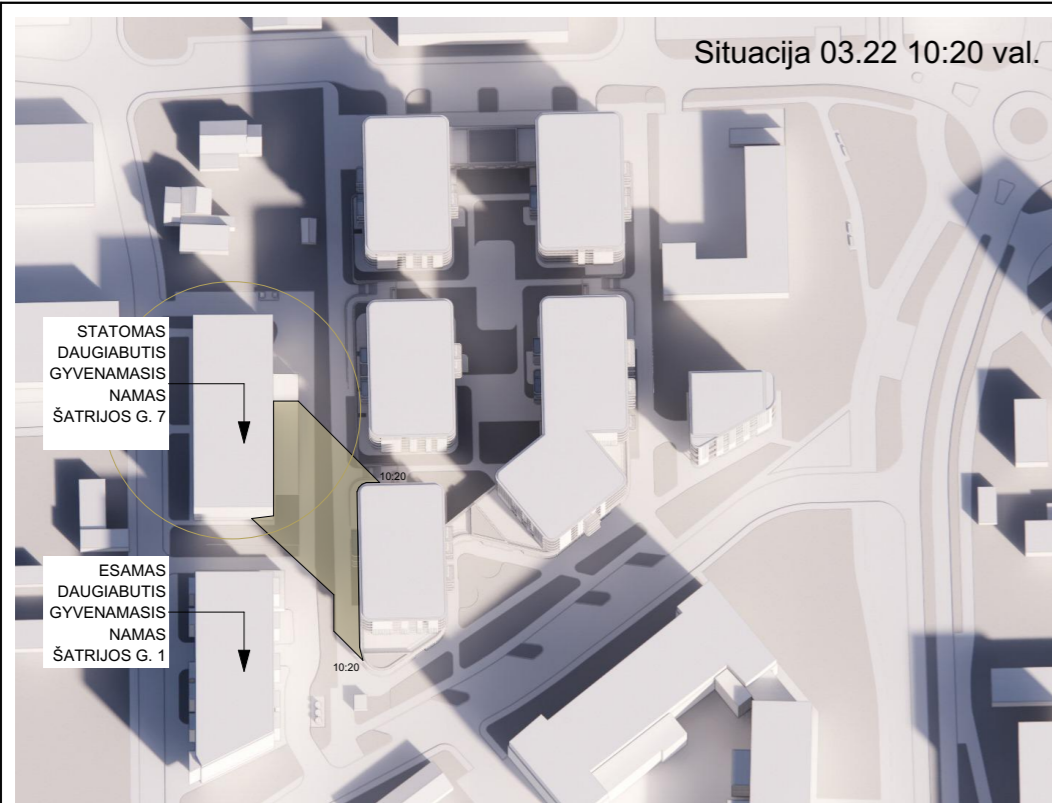 Situacija 03.22 10:20 val.
STATOMAS
DAUGIABUTIS
GYVENAMASIS
NAMAS
ŠATRIJOS G. 7
10:20
ESAMAS
DAUGIABUTIS
GYVENAMASIS
NAMAS
ŠATRIJOS G. 1
10:20